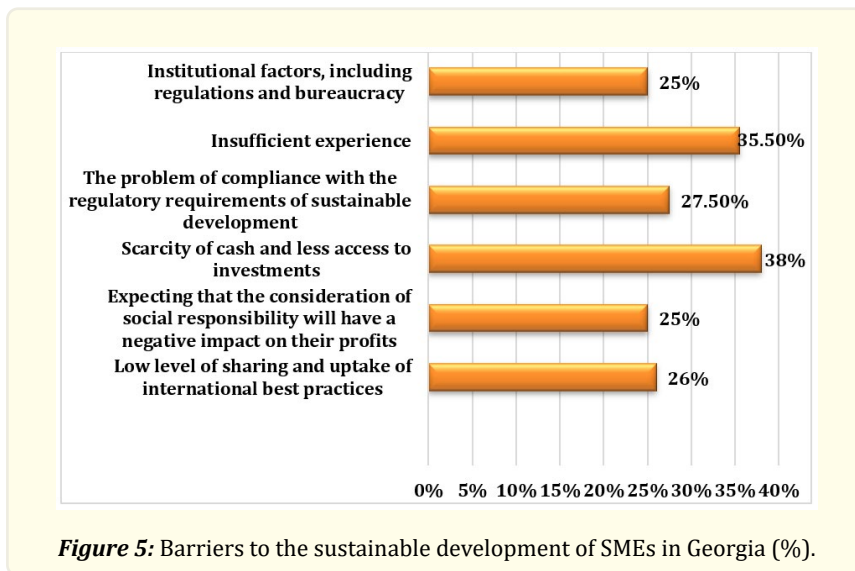 Institutional factors, including
regulations and bureaucracy
25%
Insufficient experience
35.50%
The problem of compliance with the
regulatory requirements of sustainable
development
27.50%
Scarcity of cash and less access to
investments
38%
Expecting that the consideration of
social responsibility will have a
negative impact on their profits
25%
Low level of sharing and uptake of
international best practices
26%
0% 5% 10% 15% 20% 25% 30% 35% 40%
Figure 5: Barriers to the sustainable development of SMEs in Georgia (%).